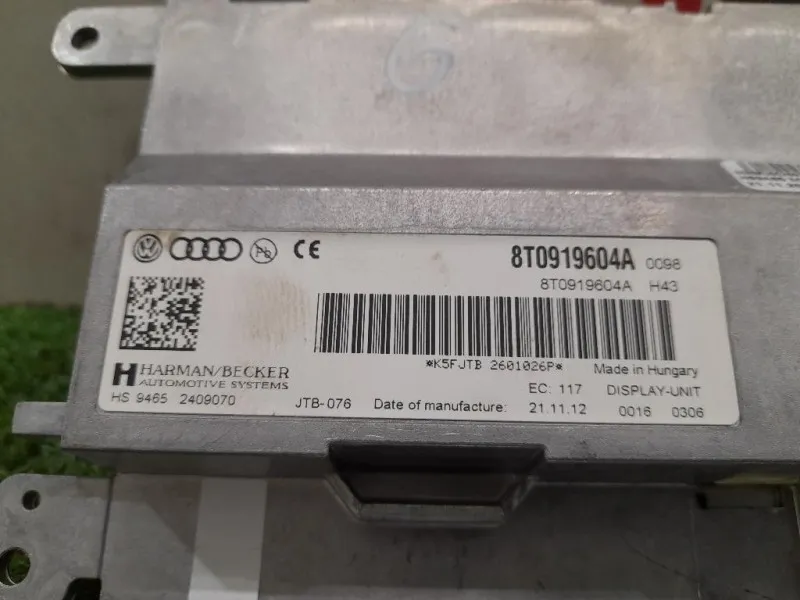 8T0919604A 0098
8T0919604A H43
*K5FJTB 2601026P*
Made in Hungary
HARMAN/BECKER
AUTOMOTIVE SYSTEMS
EC: 117 DISPLAY-UNIT
HS 9465 2409070 JTB-076 Date of manufacture: 21.11.12 0016 0306
Pb
CE